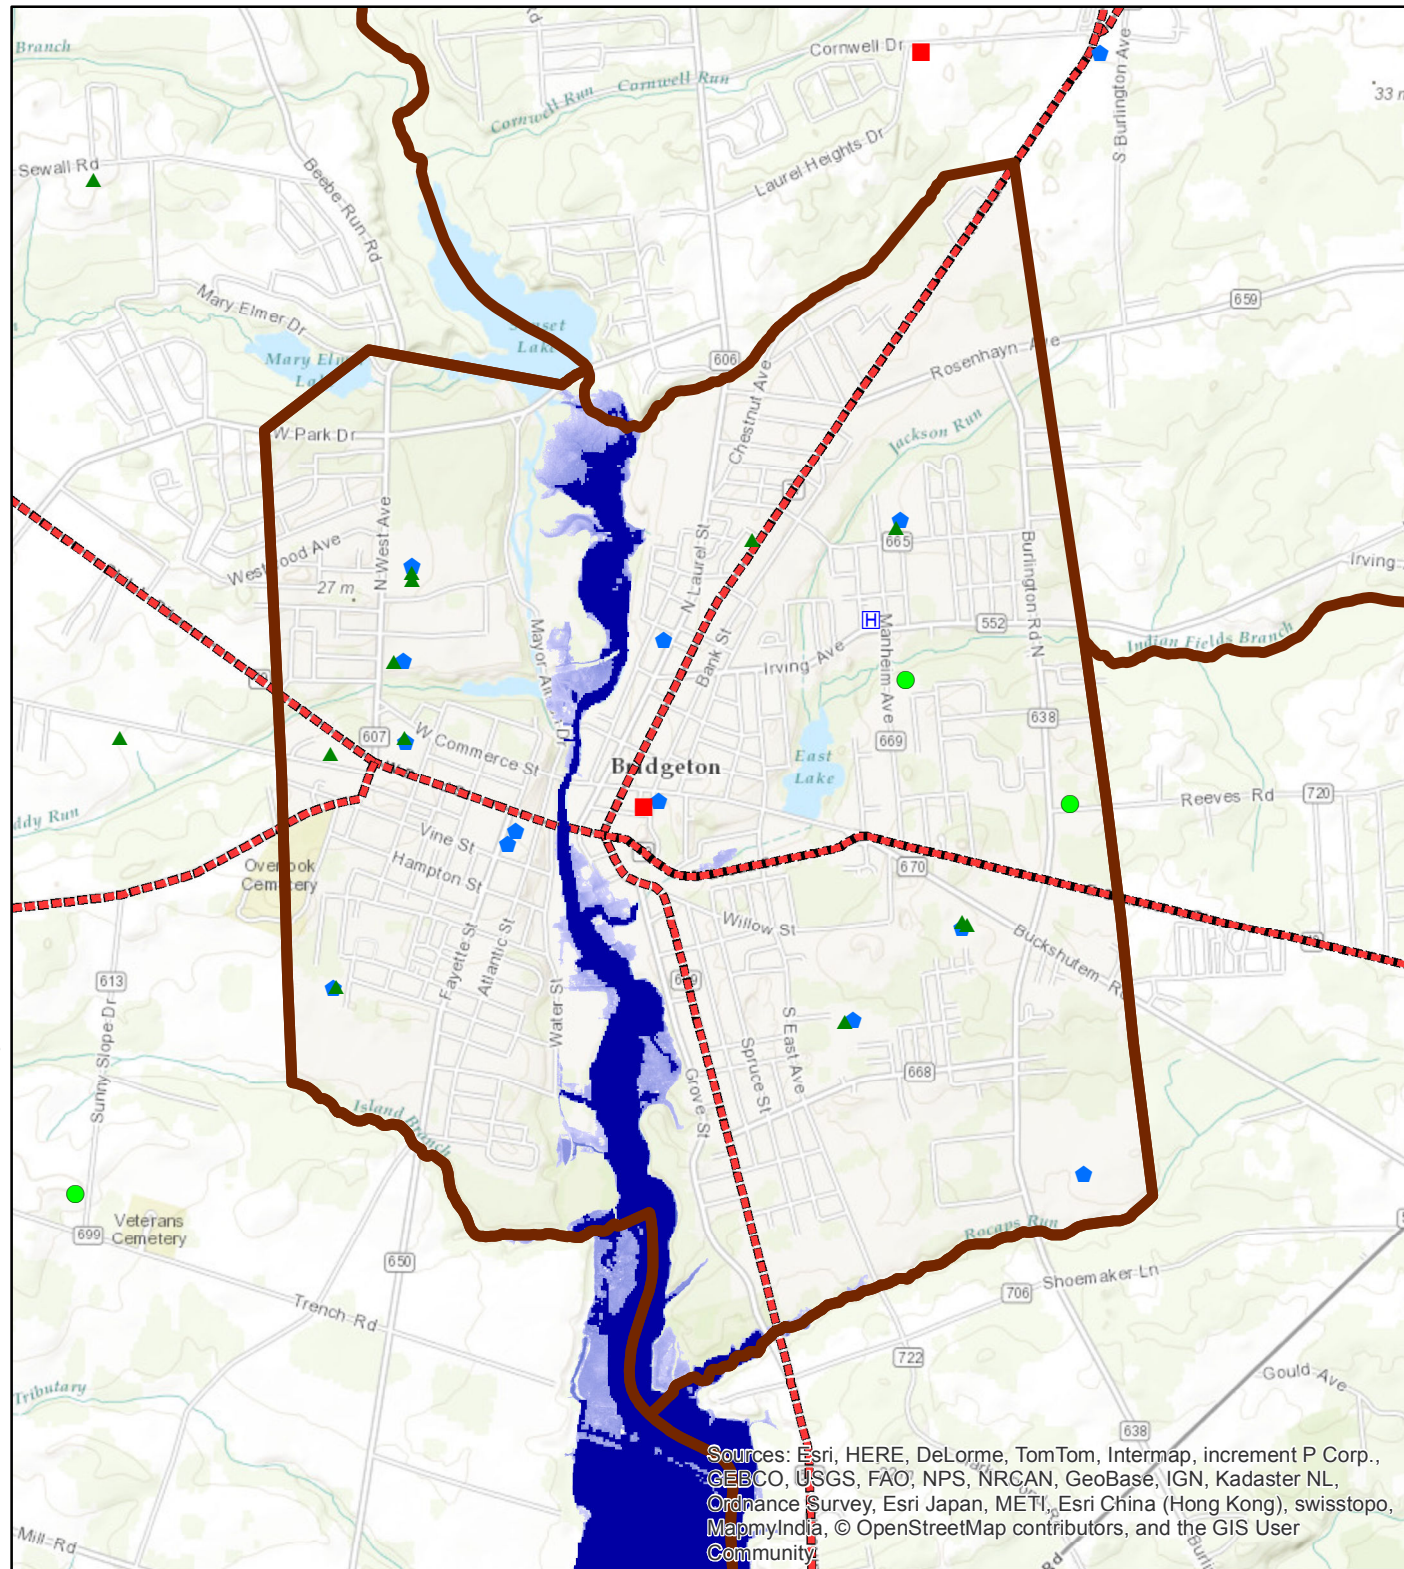 Branch
Rd
Cornwell Dr
S Burlington Ave
33 m
Cornwell Run
Cornwell Run
Sewall Rd
Beebe Run Rd
Laurel Heights Dr
Mary Elmer Dr
659
Lake
606
Rosenhayn Ave
Chestnut Ave
W Park Dr
Jackson Run
N West Ave
Westwood Ave
27 m
N Laurel St
665
Burlington Rd N
Irving
552
Indian Fields Branch
Bank St
Irving Ave
Manheim Ave
638
607
W Commerce St
669
Bridgeton
East
Lake
Reeves Rd
720
Vine St
Hampton St
670
Cemetery
Willow St
Buckshutem Rd
613
Fayette St
Atlantic St
Water St
Sunny Slope Dr
S East Ave
Spruce St
Grove St
668
Island Branch
Veterans
Cemetery
699
Rocaps Run
650
Shoemaker Ln
706
Trench Rd
722
Gould Ave
Tributary
638
Sources: Esri, HERE, DeLorme, TomTom, Intermap, increment P Corp.,
GEBCO, USGS, FAO, NPS, NRCAN, GeoBase, IGN, Kadaster NL,
Ordnance Survey, Esri Japan, METI, Esri China (Hong Kong), swisstopo,
MapmyIndia, © OpenStreetMap contributors, and the GIS User
Community
Mill Rd
Rd
H